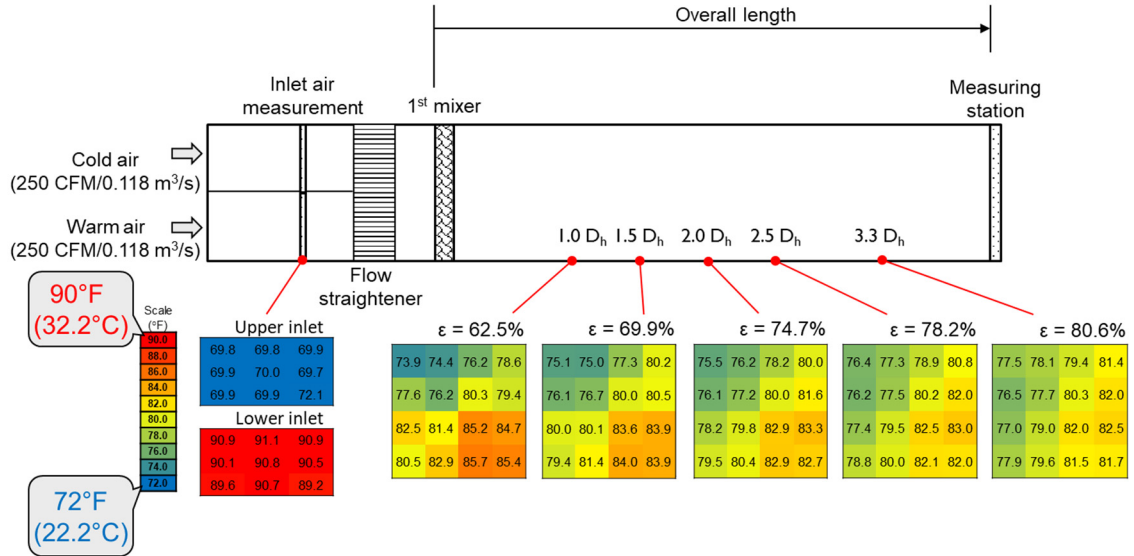 Overall length
Inlet air
measurement
1st mixer
Measuring
station
Cold air
(250 CFM/0.118 m³/s)
Warm air
(250 CFM/0.118 m³/s)
1.0 Dh 1.5 Dh 2.0 Dh 2.5 Dh 3.3 Dh
Flow
straightener
90°F
(32.2°C)
Scale
(°F)
90.0
88.0
86.0
84.0
82.0
80.0
78.0
76.0
74.0
72.0
72°F
(22.2°C)
Upper inlet
69.8 69.8 69.9
69.9 70.0 69.7
69.9 69.9 72.1
Lower inlet
90.9 91.1 90.9
90.1 90.8 90.5
89.6 90.7 89.2
ε = 62.5%
73.9 74.4 76.2 78.6
77.6 76.2 80.3 79.4
82.5 81.4 85.2 84.7
80.5 82.9 85.7 85.4
ε = 69.9%
75.1 75.0 77.3 80.2
76.1 76.7 80.0 80.5
80.0 80.1 83.6 83.9
79.4 81.4 84.0 83.9
ε = 74.7%
75.5 76.2 78.2 80.0
76.1 77.2 80.0 81.6
78.2 79.8 82.9 83.3
79.5 80.4 82.9 82.7
ε = 78.2%
76.4 77.3 78.9 80.8
76.2 77.5 80.2 82.0
77.4 79.5 82.5 83.0
78.8 80.0 82.1 82.0
ε = 80.6%
77.5 78.1 79.4 81.4
76.5 77.7 80.3 82.0
77.0 79.0 82.0 82.5
77.9 79.6 81.5 81.7